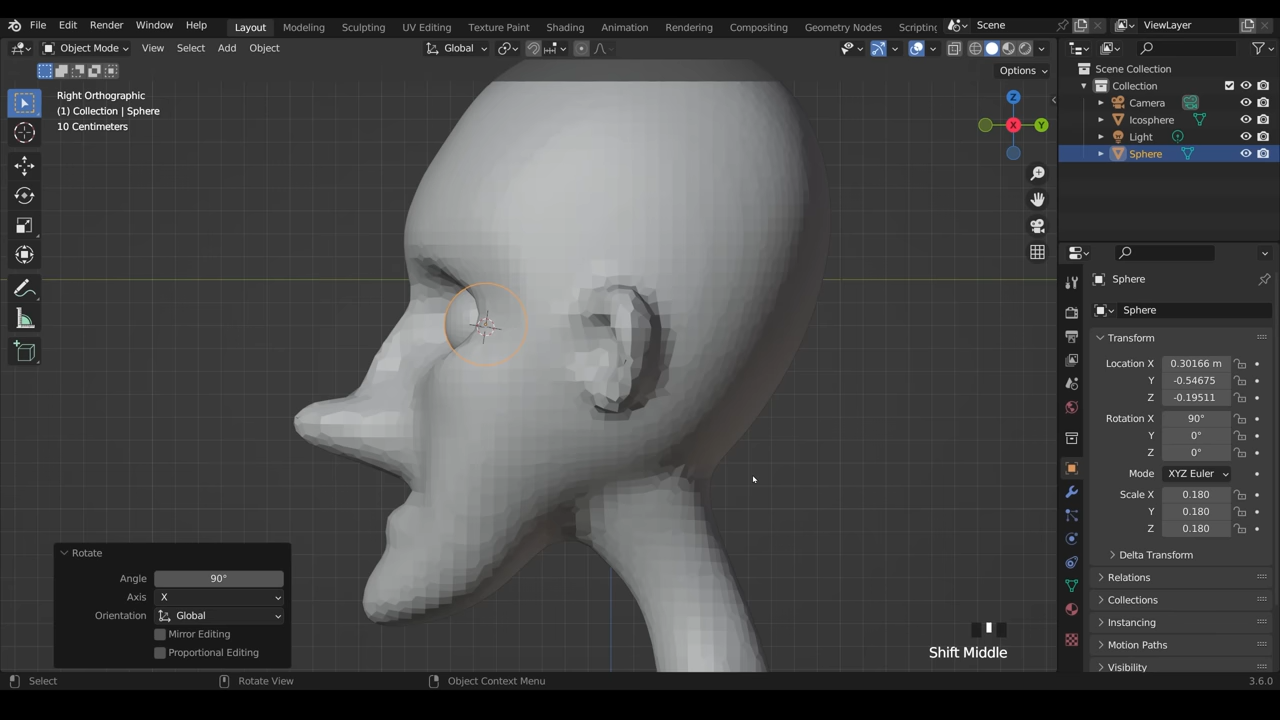 File Edit Render Window Help Layout Modeling Sculpting UV Editing Texture Paint Shading Animation Rendering Compositing Geometry Nodes Scripting Scene ViewLayer
Object Mode View Select Add Object Global
Options
Right Orthographic
(1) Collection | Sphere
10 Centimeters
Z
X
Y
Scene Collection
Collection
Camera
Icosphere
Light
Sphere
Sphere
Sphere
Transform
Location X 0.30166 m
Y -0.54675
Z -0.19511
Rotation X 90°
Y 0°
Z 0°
Mode XYZ Euler
Scale X 0.180
Y 0.180
Z 0.180
Delta Transform
Relations
Collections
Instancing
Motion Paths
Visibility
Rotate
Angle 90°
Axis X
Orientation Global
Mirror Editing
Proportional Editing
Shift Middle
Select Rotate View Object Context Menu 3.6.0